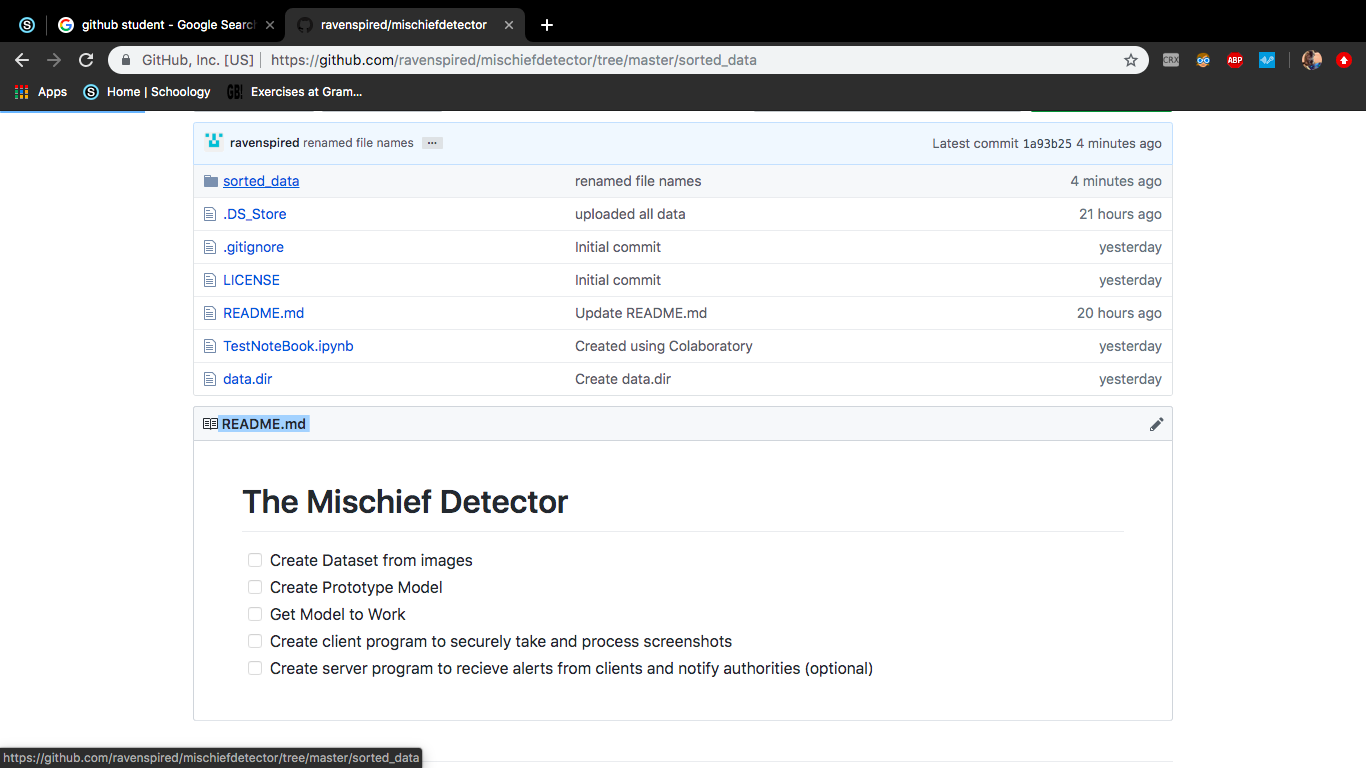 github student - Google Search
ravenspired/mischiefdetector
GitHub, Inc. [US] https://github.com/ravenspired/mischiefdetector/tree/master/sorted_data
CRX
ABP
Apps
S Home | Schoology
GB! Exercises at Gram...
ravenspired renamed file names ...
Latest commit 1a93b25 4 minutes ago
sorted_data renamed file names 4 minutes ago
.DS_Store uploaded all data 21 hours ago
.gitignore Initial commit yesterday
LICENSE Initial commit yesterday
README.md Update README.md 20 hours ago
TestNoteBook.ipynb Created using Colaboratory yesterday
data.dir Create data.dir yesterday
README.md
The Mischief Detector
Create Dataset from images
Create Prototype Model
Get Model to Work
Create client program to securely take and process screenshots
Create server program to recieve alerts from clients and notify authorities (optional)
https://github.com/ravenspired/mischiefdetector/tree/master/sorted_data